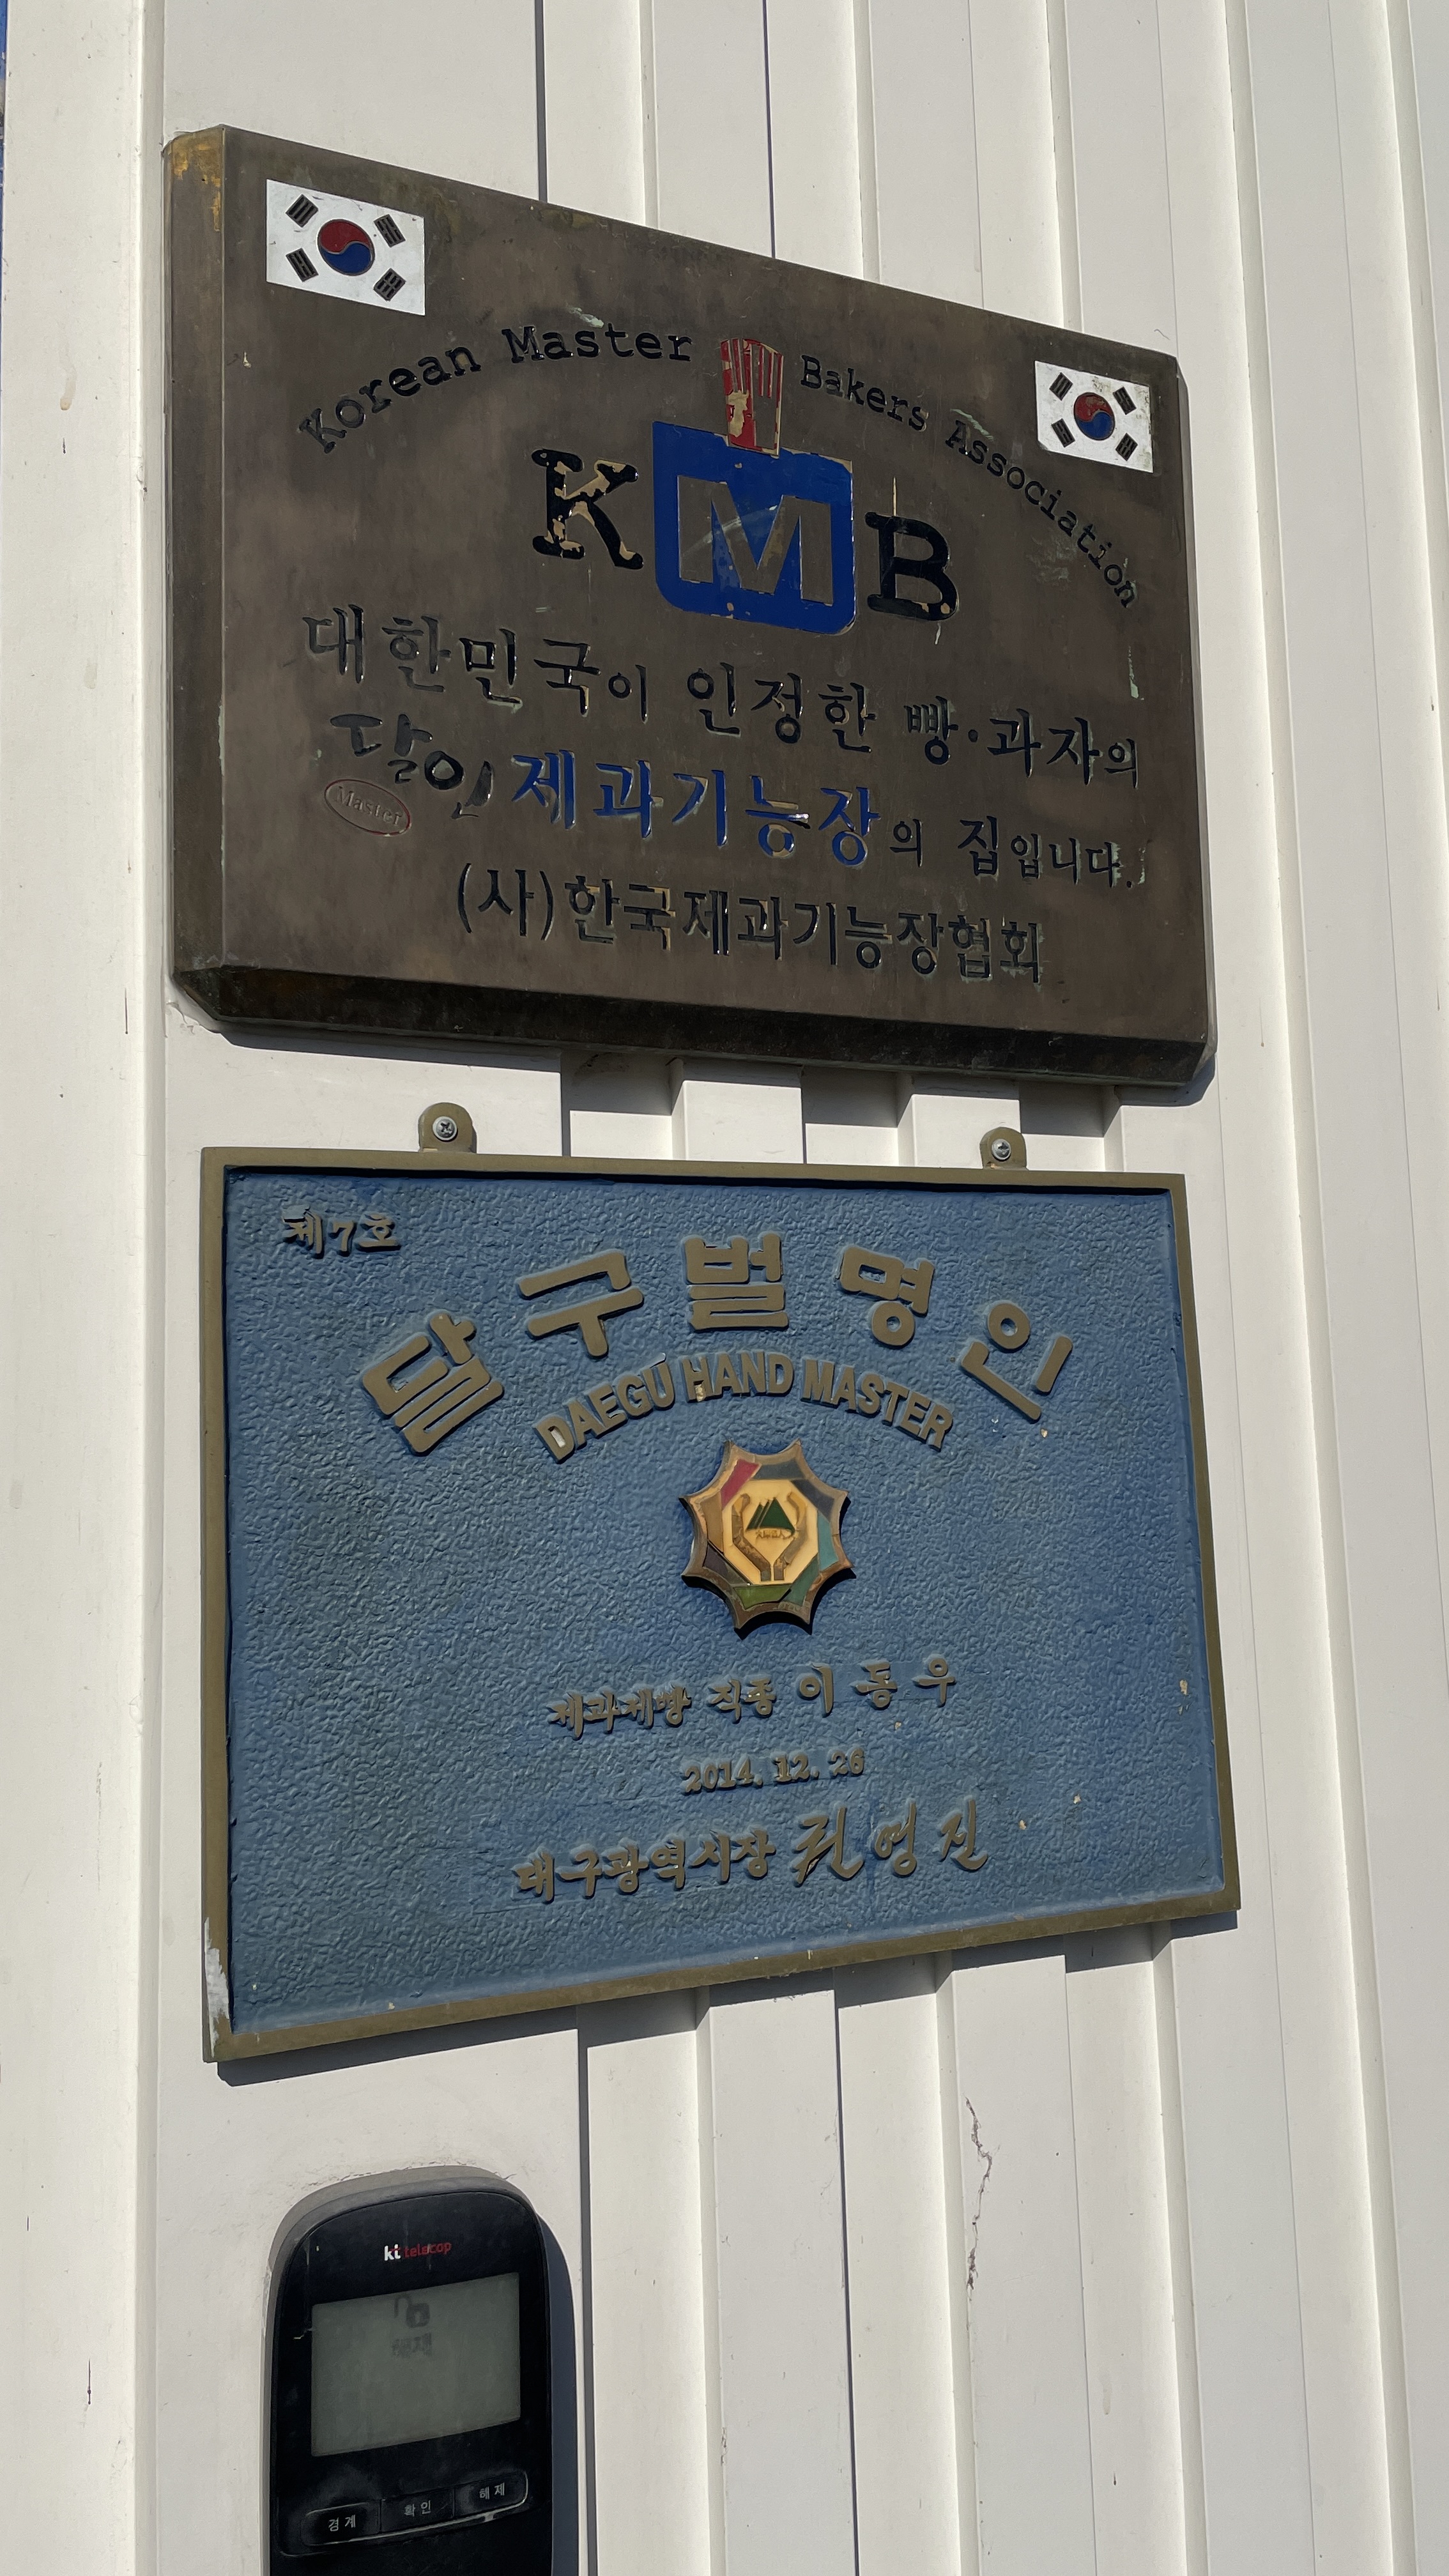 Korean Master Bakers Association
KMB
대한민국이 인정한 빵·과자의
달인 제과기능장의 집입니다.
Master
(사)한국제과기능장협회
제7호
달구벌명인
DAEGU HAND MASTER
제과제빵 직종 이동우
2014. 12. 26
대구광역시장 권영진
kt telecop
해제
경계 확인 해제